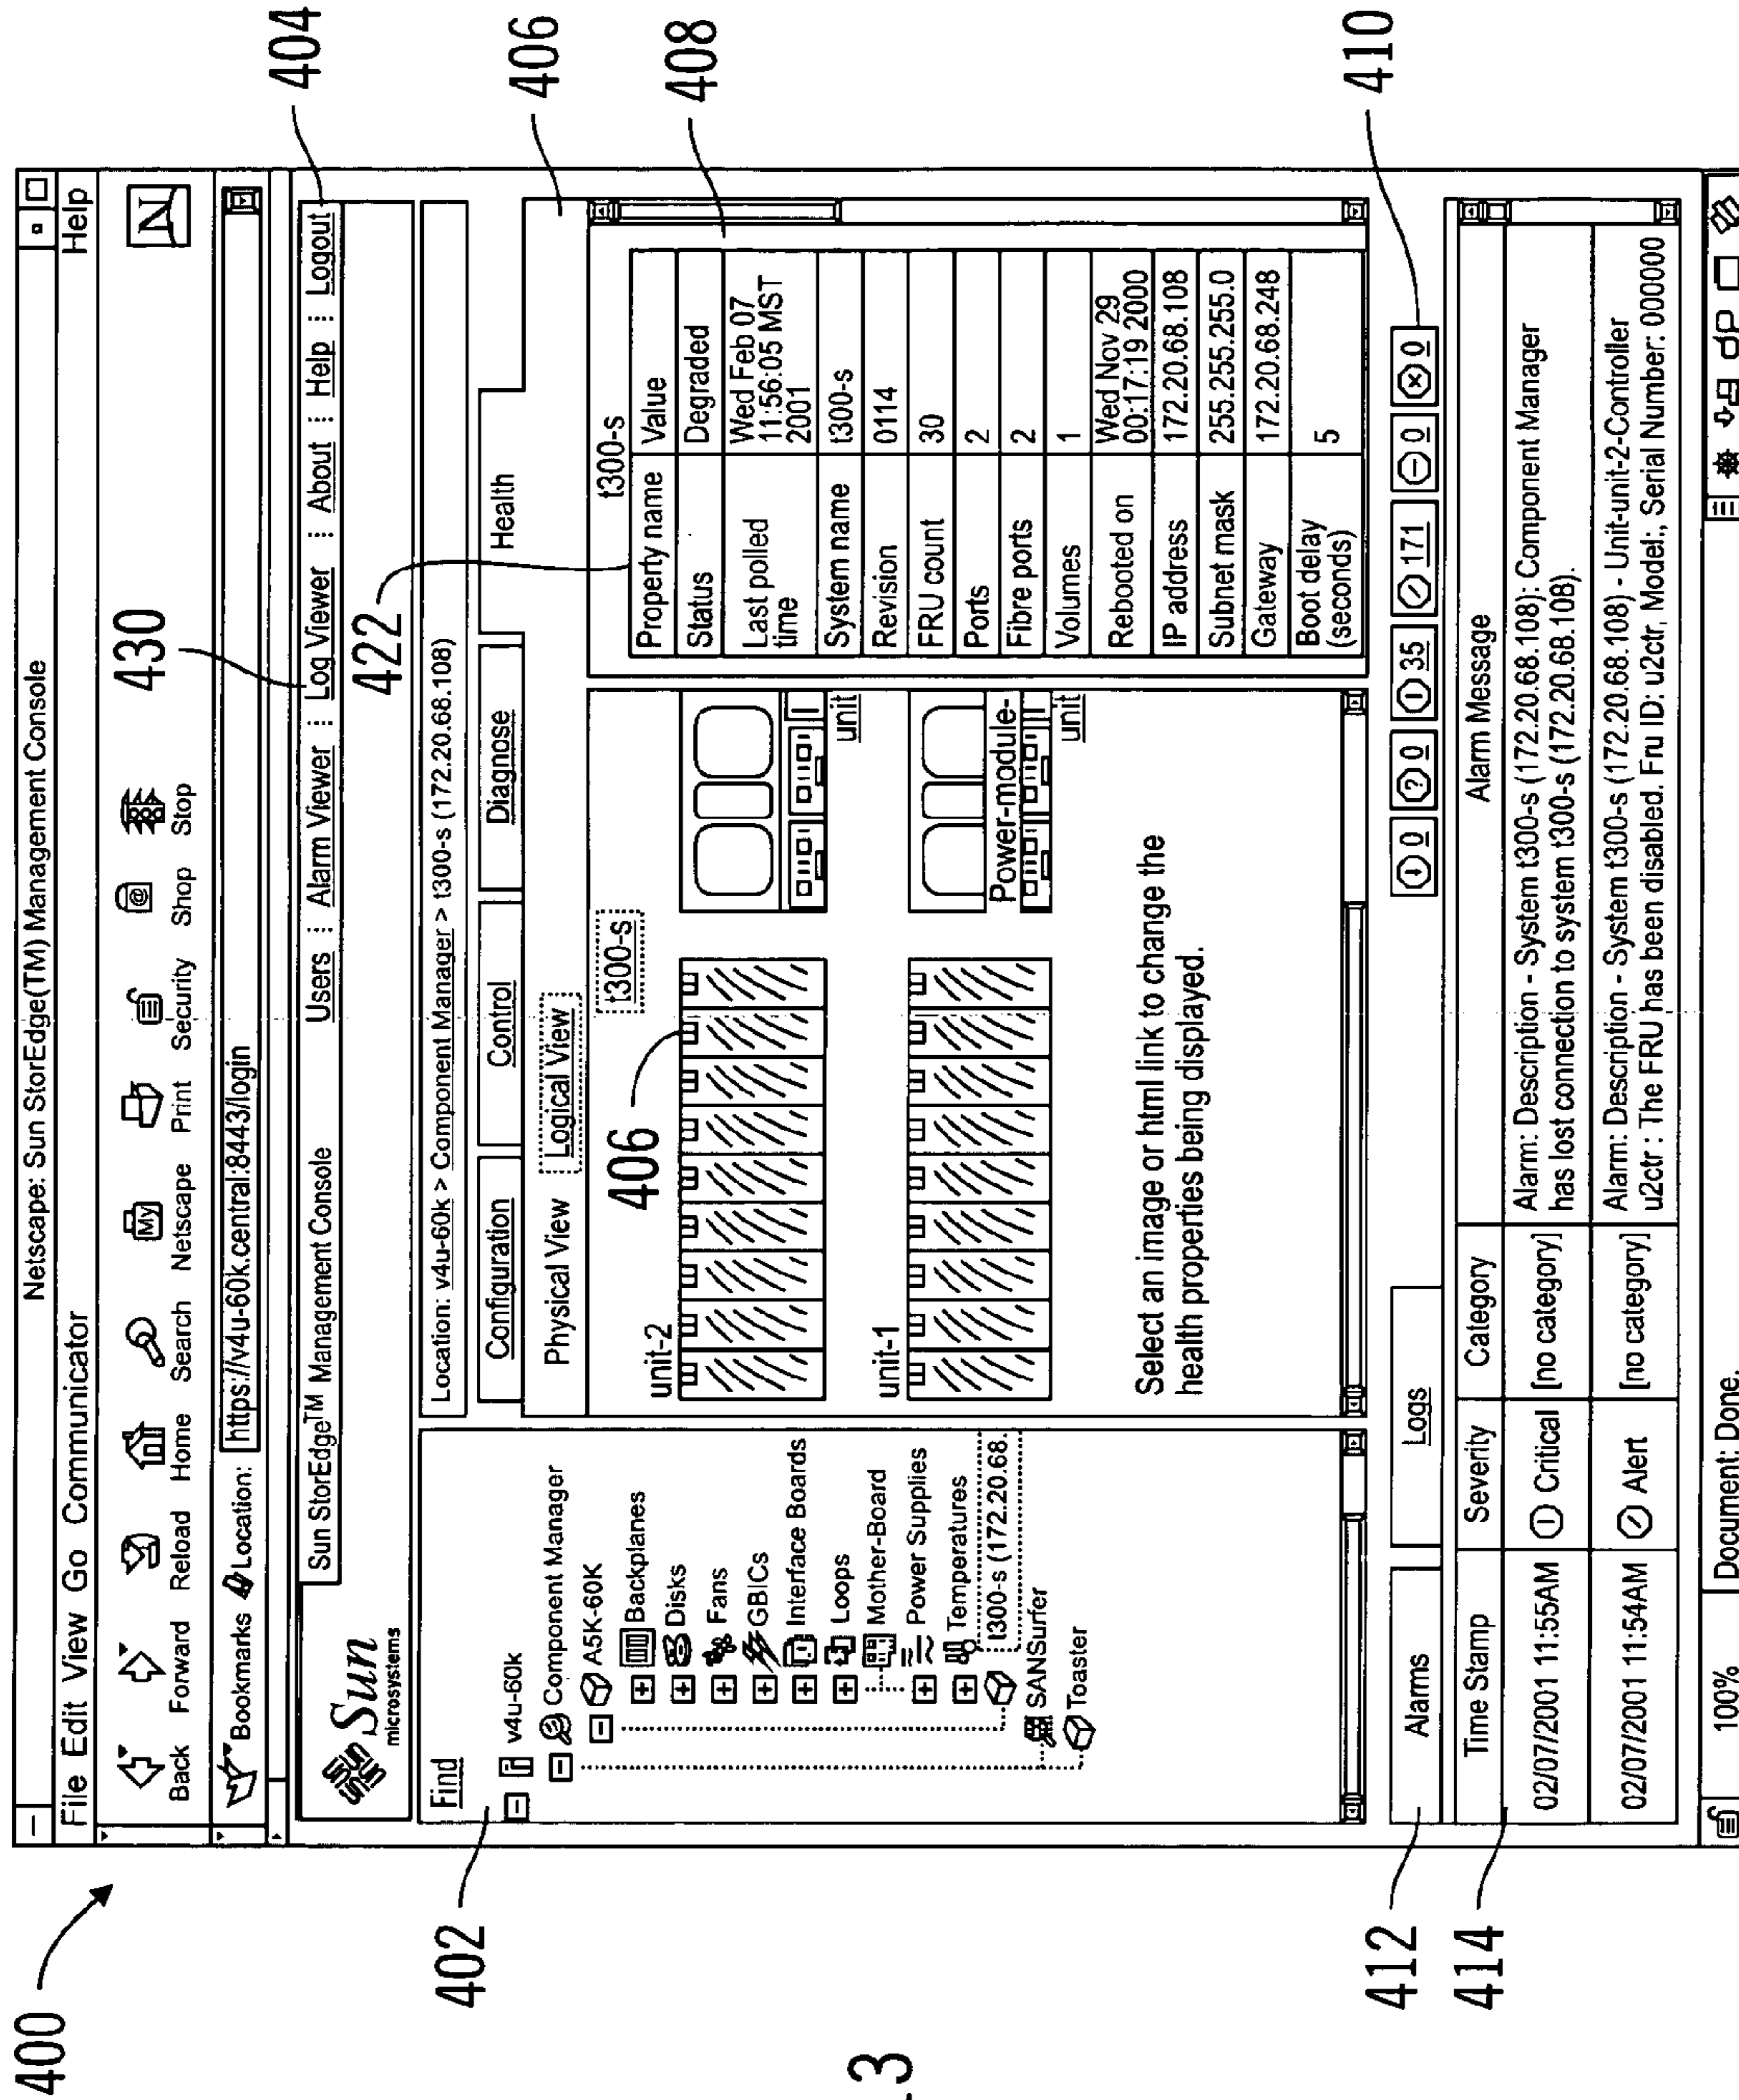 400
Netscape: Sun StorEdge(TM) Management Console
File Edit View Go Communicator Help
Back Forward Reload Home Search Netscape Print Security Shop Stop
My
@
N
430
Bookmarks Location: https://v4u-60k.central:8443/login
Sun microsystems
Sun StorEdge™ Management Console
Users Alarm Viewer Log Viewer About Help Logout
404
422
402
Find
v4u-60k
Component Manager
A5K-60K
Backplanes
Disks
Fans
GBICs
Interface Boards
Loops
Mother-Board
Power Supplies
Temperatures
t300-s (172.20.68.
SANSurfer
Toaster
Location: v4u-60k > Component Manager > t300-s (172.20.68.108)
Configuration Control Diagnose Health
406
Physical View Logical View
t300-s
406
unit-2
unit
unit-1
Power-module-
unit
Select an image or html link to change the
health properties being displayed.
408
t300-s
Property name Value
Status Degraded
Last polled time Wed Feb 07 11:56:05 MST 2001
System name t300-s
Revision 0114
FRU count 30
Ports 2
Fibre ports 2
Volumes 1
Rebooted on Wed Nov 29 00:17:19 2000
IP address 172.20.68.108
Subnet mask 255.255.255.0
Gateway 172.20.68.248
Boot delay (seconds) 5
412
Alarms Logs
0 ? 0 35 171 0 0
410
414
Time Stamp Severity Category Alarm Message
02/07/2001 11:55AM Critical [no category] Alarm: Description - System t300-s (172.20.68.108): Component Manager
has lost connection to system t300-s (172.20.68.108).
02/07/2001 11:54AM Alert [no category] Alarm: Description - System t300-s (172.20.68.108) - Unit-unit-2-Controller
u2ctr : The FRU has been disabled. Fru ID: u2ctr, Model:, Serial Number: 000000
100% Document: Done.
13